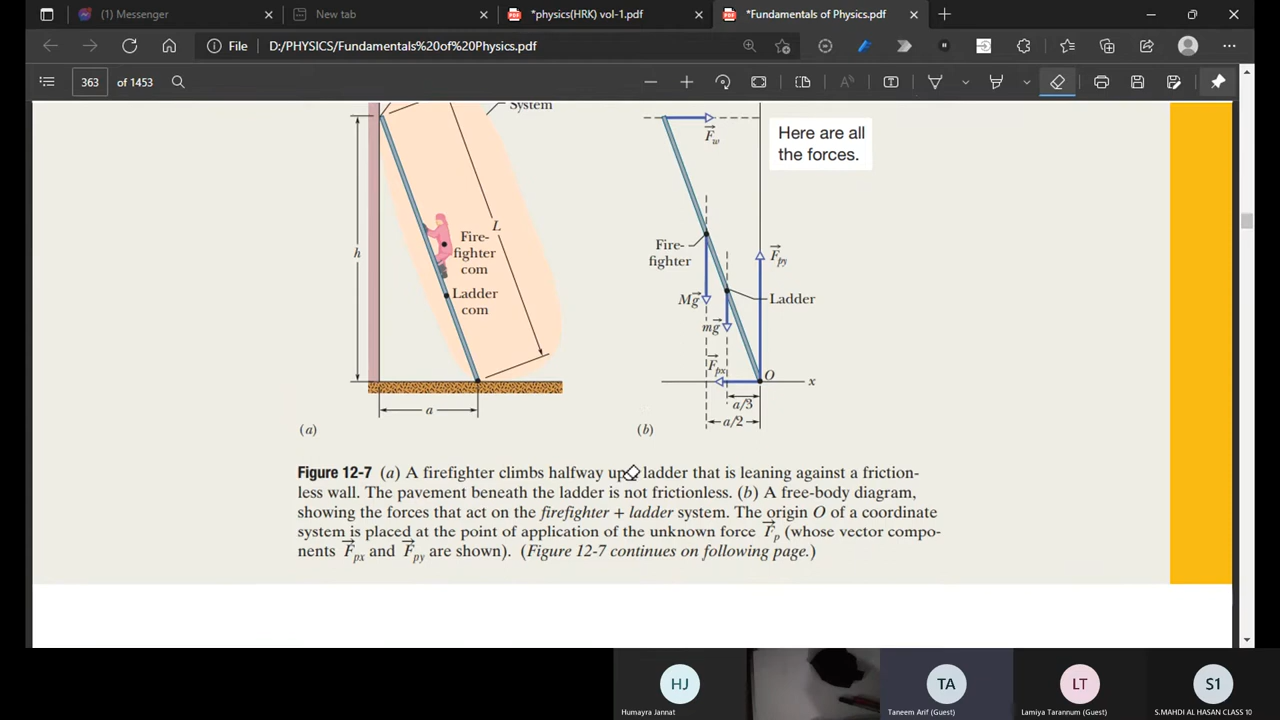 (1) Messenger
New tab
*physics(HRK) vol-1.pdf
*Fundamentals of Physics.pdf
File
D:/PHYSICS/Fundamentals%20of%20Physics.pdf
363
of 1453
System
h
L
Fire-
fighter
com
Ladder
com
a
(a)
Fw
Here are all
the forces.
Fire-
fighter
Fpy
Mg
Ladder
mg
Fpx
O
x
a/3
a/2
(b)
Figure 12-7 (a) A firefighter climbs halfway up ladder that is leaning against a friction-
less wall. The pavement beneath the ladder is not frictionless. (b) A free-body diagram,
showing the forces that act on the firefighter + ladder system. The origin O of a coordinate
system is placed at the point of application of the unknown force Fp (whose vector compo-
nents Fpx and Fpy are shown). (Figure 12-7 continues on following page.)
HJ
TA
LT
S1
Humayra Jannat
Taneem Arif (Guest)
Lamiya Tarannum (Guest)
S.MAHDI AL HASAN CLASS 10